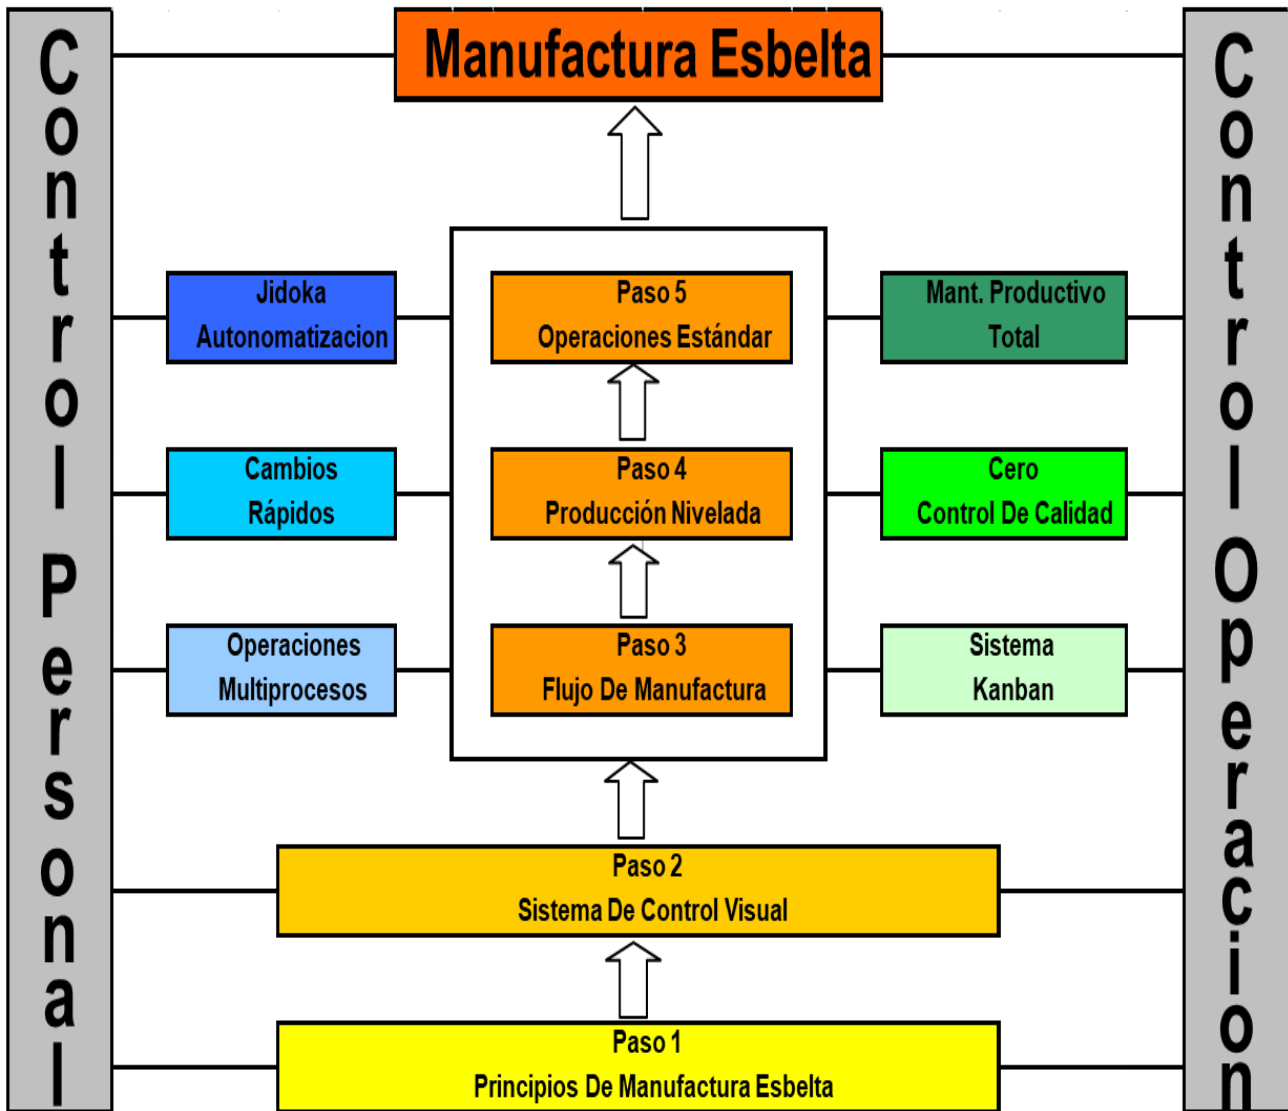 Control Personal
Manufactura Esbelta
Control Operacion
Jidoka
Autonomatizacion
Paso 5
Operaciones Estándar
Mant. Productivo
Total
Cambios
Rápidos
Paso 4
Producción Nivelada
Cero
Control De Calidad
Operaciones
Multiprocesos
Paso 3
Flujo De Manufactura
Sistema
Kanban
Paso 2
Sistema De Control Visual
Paso 1
Principios De Manufactura Esbelta